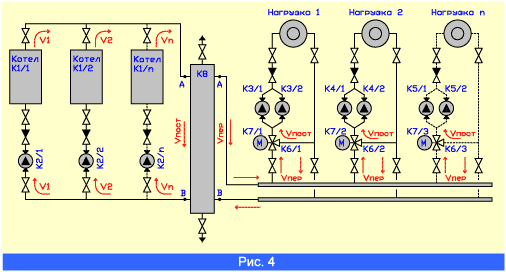 Нагрузка 1
Нагрузка 2
Нагрузка n
V1
V2
Vn
Котел
К1/1
Котел
К1/2
Котел
К1/n
К8
A
A
К3/1
К3/2
К4/1
К4/2
К5/1
К5/2
Vпост
Vпер
К7/1
Vпост
К7/2
Vпост
К7/3
Vпост
М
М
М
К6/1
К6/2
К6/3
К2/1
К2/2
К2/n
V1
V2
Vn
Vпер
Vпер
Vпер
B
B
Рис. 4